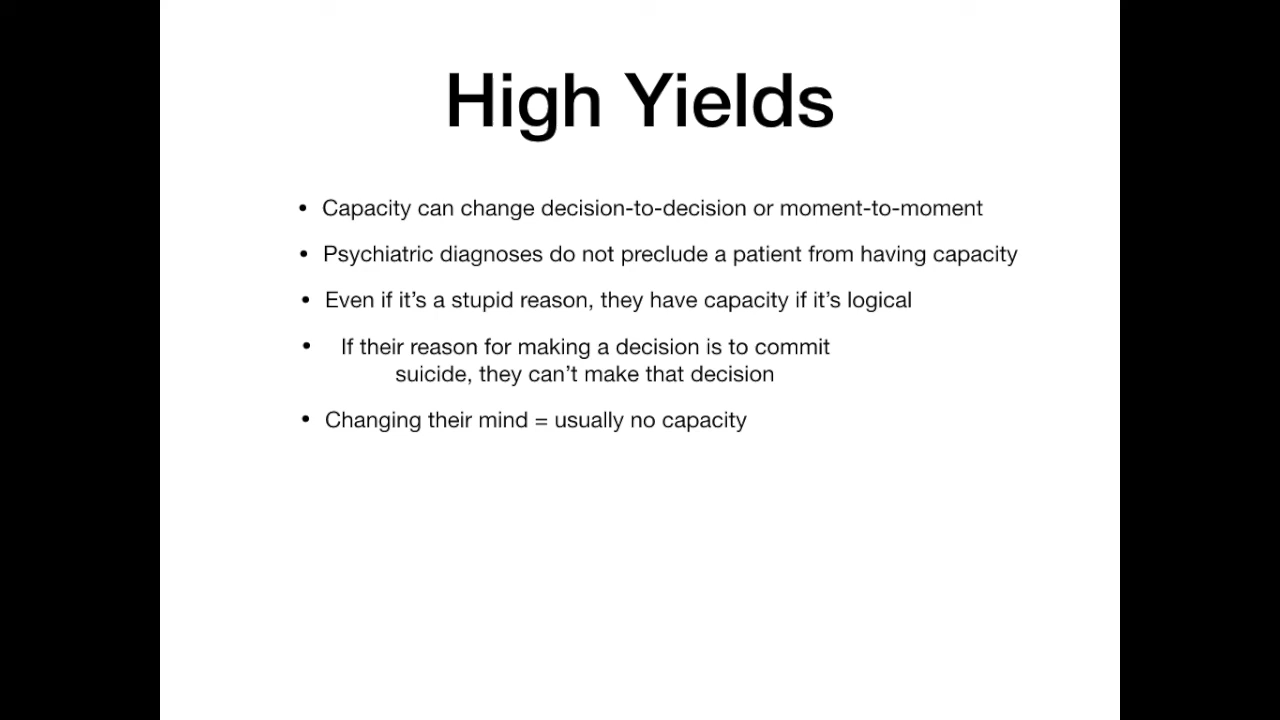 High Yields
• Capacity can change decision-to-decision or moment-to-moment
• Psychiatric diagnoses do not preclude a patient from having capacity
• Even if it’s a stupid reason, they have capacity if it’s logical
• If their reason for making a decision is to commit
suicide, they can’t make that decision
• Changing their mind = usually no capacity